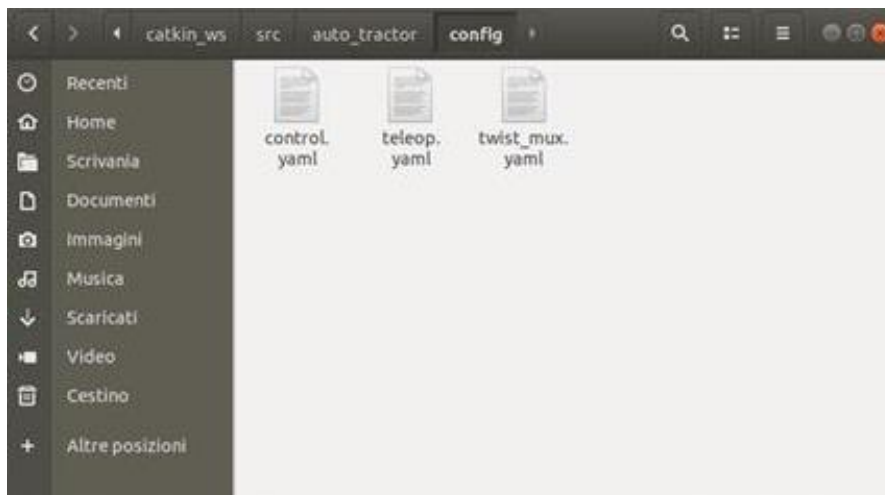 catkin_ws src auto_tractor config
Recenti
Home
Scrivania
Documenti
Immagini
Musica
Scaricati
Video
Cestino
Altre posizioni
control. teleop. twist_mux.
yaml yaml yaml